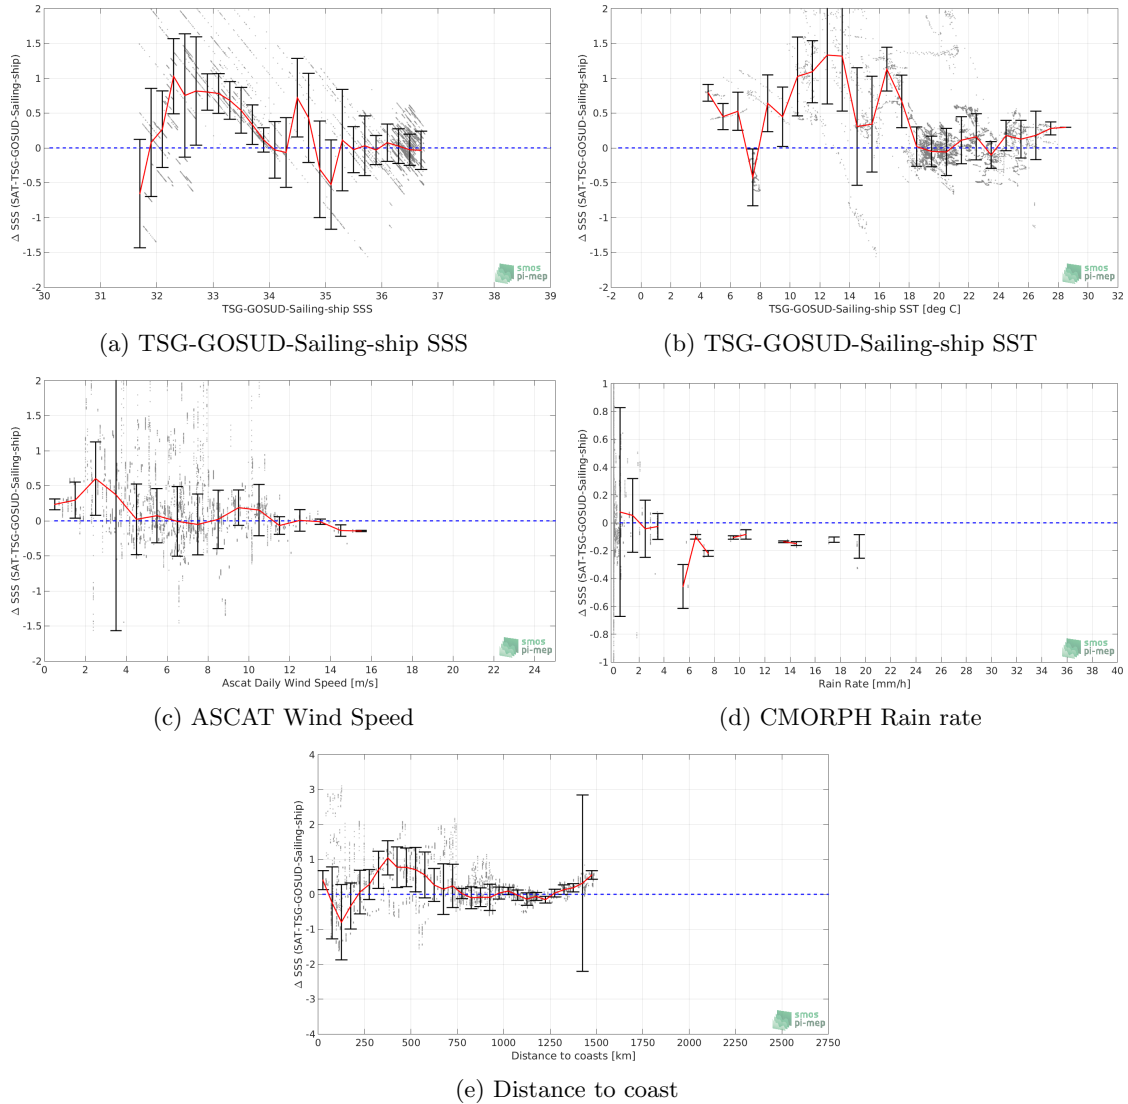 2
1.5
1
0.5
0
-0.5
-1
-1.5
-2
Δ SSS (SAT-TSG-GOSUD-Sailing-ship)
30 31 32 33 34 35 36 37 38 39
TSG-GOSUD-Sailing-ship SSS
smos
pi-mep
(a) TSG-GOSUD-Sailing-ship SSS
2
1.5
1
0.5
0
-0.5
-1
-1.5
-2
Δ SSS (SAT-TSG-GOSUD-Sailing-ship)
-2 0 2 4 6 8 10 12 14 16 18 20 22 24 26 28 30 32
TSG-GOSUD-Sailing-ship SST [deg C]
smos
pi-mep
(b) TSG-GOSUD-Sailing-ship SST
2
1.5
1
0.5
0
-0.5
-1
-1.5
-2
Δ SSS (SAT-TSG-GOSUD-Sailing-ship)
0 2 4 6 8 10 12 14 16 18 20 22 24
Ascat Daily Wind Speed [m/s]
smos
pi-mep
(c) ASCAT Wind Speed
1
0.8
0.6
0.4
0.2
0
-0.2
-0.4
-0.6
-0.8
-1
Δ SSS (SAT-TSG-GOSUD-Sailing-ship)
0 2 4 6 8 10 12 14 16 18 20 22 24 26 28 30 32 34 36 38 40
Rain Rate [mm/h]
smos
pi-mep
(d) CMORPH Rain rate
4
3
2
1
0
-1
-2
-3
-4
Δ SSS (SAT-TSG-GOSUD-Sailing-ship)
0 250 500 750 1000 1250 1500 1750 2000 2250 2500 2750
Distance to coasts [km]
smos
pi-mep
(e) Distance to coast